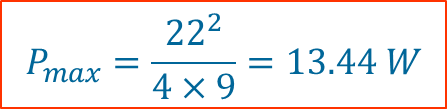 P_max = 22² / (4 × 9) = 13.44 W